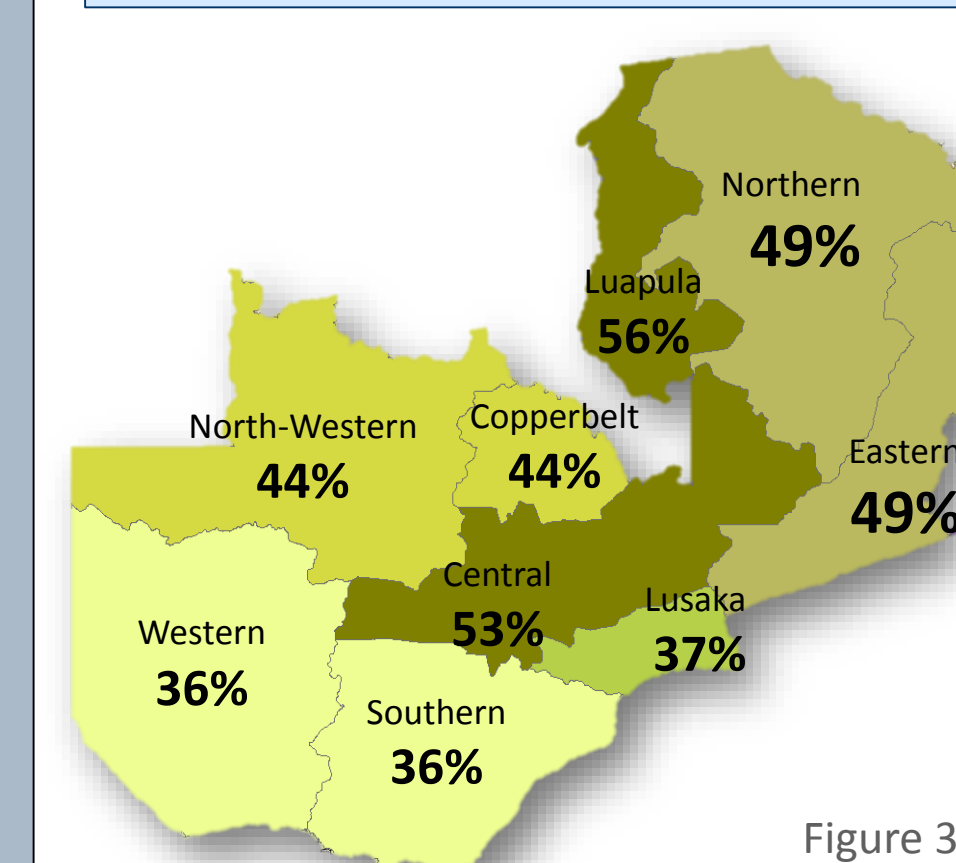 Northern
49%
Luapula
56%
North-Western
44%
Copperbelt
44%
Eastern
49%
Central
53%
Lusaka
37%
Western
36%
Southern
36%
Figure 3